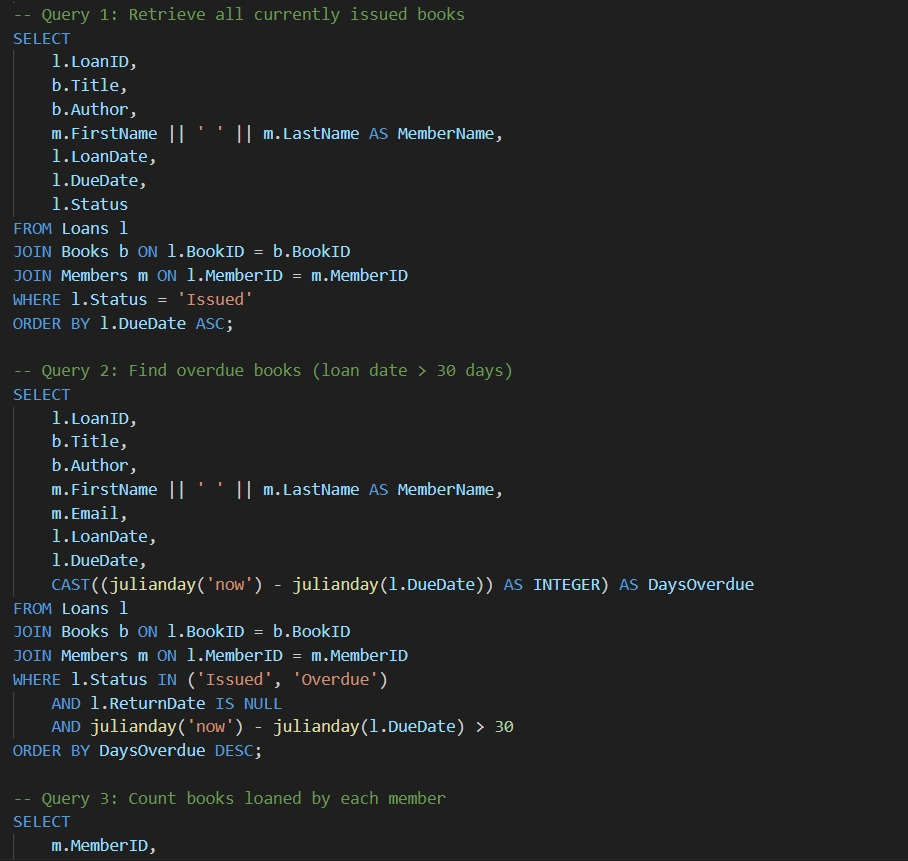 -- Query 1: Retrieve all currently issued books
SELECT
    l.LoanID,
    b.Title,
    b.Author,
    m.FirstName || ' ' || m.LastName AS MemberName,
    l.LoanDate,
    l.DueDate,
    l.Status
FROM Loans l
JOIN Books b ON l.BookID = b.BookID
JOIN Members m ON l.MemberID = m.MemberID
WHERE l.Status = 'Issued'
ORDER BY l.DueDate ASC;

-- Query 2: Find overdue books (loan date > 30 days)
SELECT
    l.LoanID,
    b.Title,
    b.Author,
    m.FirstName || ' ' || m.LastName AS MemberName,
    m.Email,
    l.LoanDate,
    l.DueDate,
    CAST((julianday('now') - julianday(l.DueDate)) AS INTEGER) AS DaysOverdue
FROM Loans l
JOIN Books b ON l.BookID = b.BookID
JOIN Members m ON l.MemberID = m.MemberID
WHERE l.Status IN ('Issued', 'Overdue')
    AND l.ReturnDate IS NULL
    AND julianday('now') - julianday(l.DueDate) > 30
ORDER BY DaysOverdue DESC;

-- Query 3: Count books loaned by each member
SELECT
    m.MemberID,